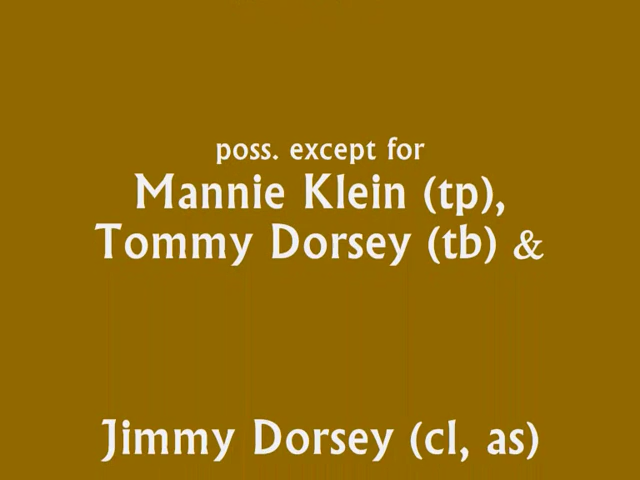 poss. except for
Mannie Klein (tp),
Tommy Dorsey (tb) &
Jimmy Dorsey (cl, as)